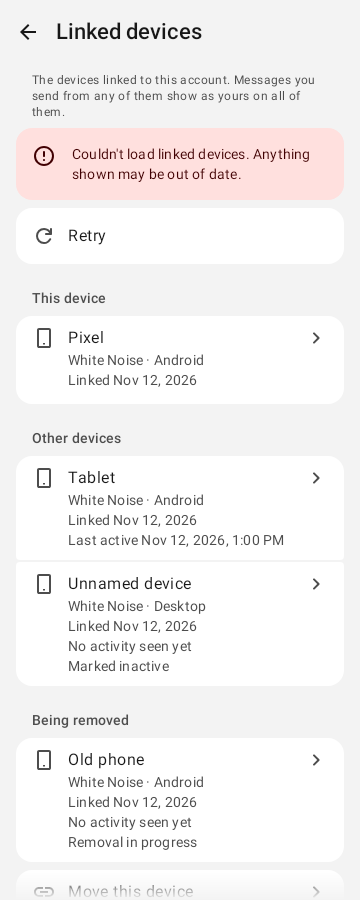 Linked devices
The devices linked to this account. Messages you
send from any of them show as yours on all of
them.
Couldn't load linked devices. Anything
shown may be out of date.
Retry
This device
Pixel
White Noise · Android
Linked Nov 12, 2026
Other devices
Tablet
White Noise · Android
Linked Nov 12, 2026
Last active Nov 12, 2026, 1:00 PM
Unnamed device
White Noise · Desktop
Linked Nov 12, 2026
No activity seen yet
Marked inactive
Being removed
Old phone
White Noise · Android
Linked Nov 12, 2026
No activity seen yet
Removal in progress
Move this device